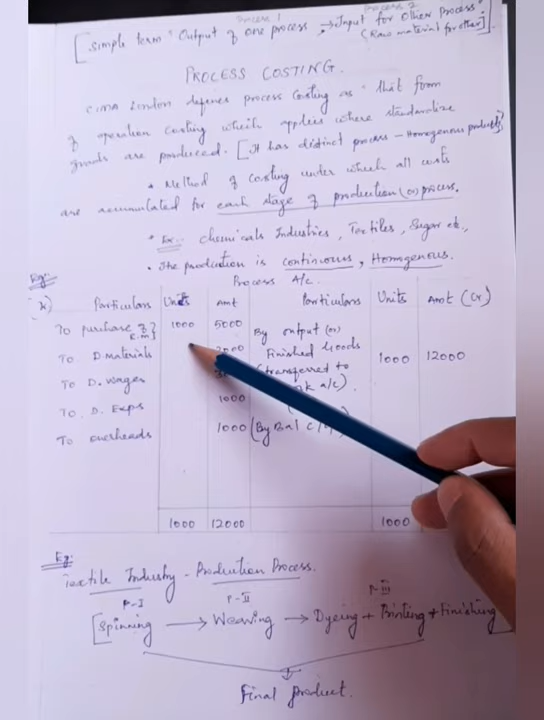 Process 1 Process 2
[Simple term "Output of one process → Input for Other Process"
(Raw material for other)]
PROCESS COSTING.
CIMA London defines process costing as "that form
of operation costing which applies where standardize
goods are produced. [It has distinct process - Homogenous products]
• Method of costing under which all costs
are accumulated for each stage of production (or) process.
• Ex:- Chemicals Industries, Textiles, Sugar etc.,
• The production is continuous, Homogenous.
Eg:-
Process A/c.
Particulars Units Amt Particulars Units Amt (Cr)
To purchase of R.m} 1000 5000 By output (or)
To D.materials Finished Goods 1000 12000
To D. wages (transferred to
To D. Exps 1000 a/c).
To overheads 1000 (By Bal c/
1000 12000 1000
Eg:
Textile Industry - Production Process.
P-I P-II P-III
[Spinning → Weaving → Dyeing + Printing + Finishing]
Final product.